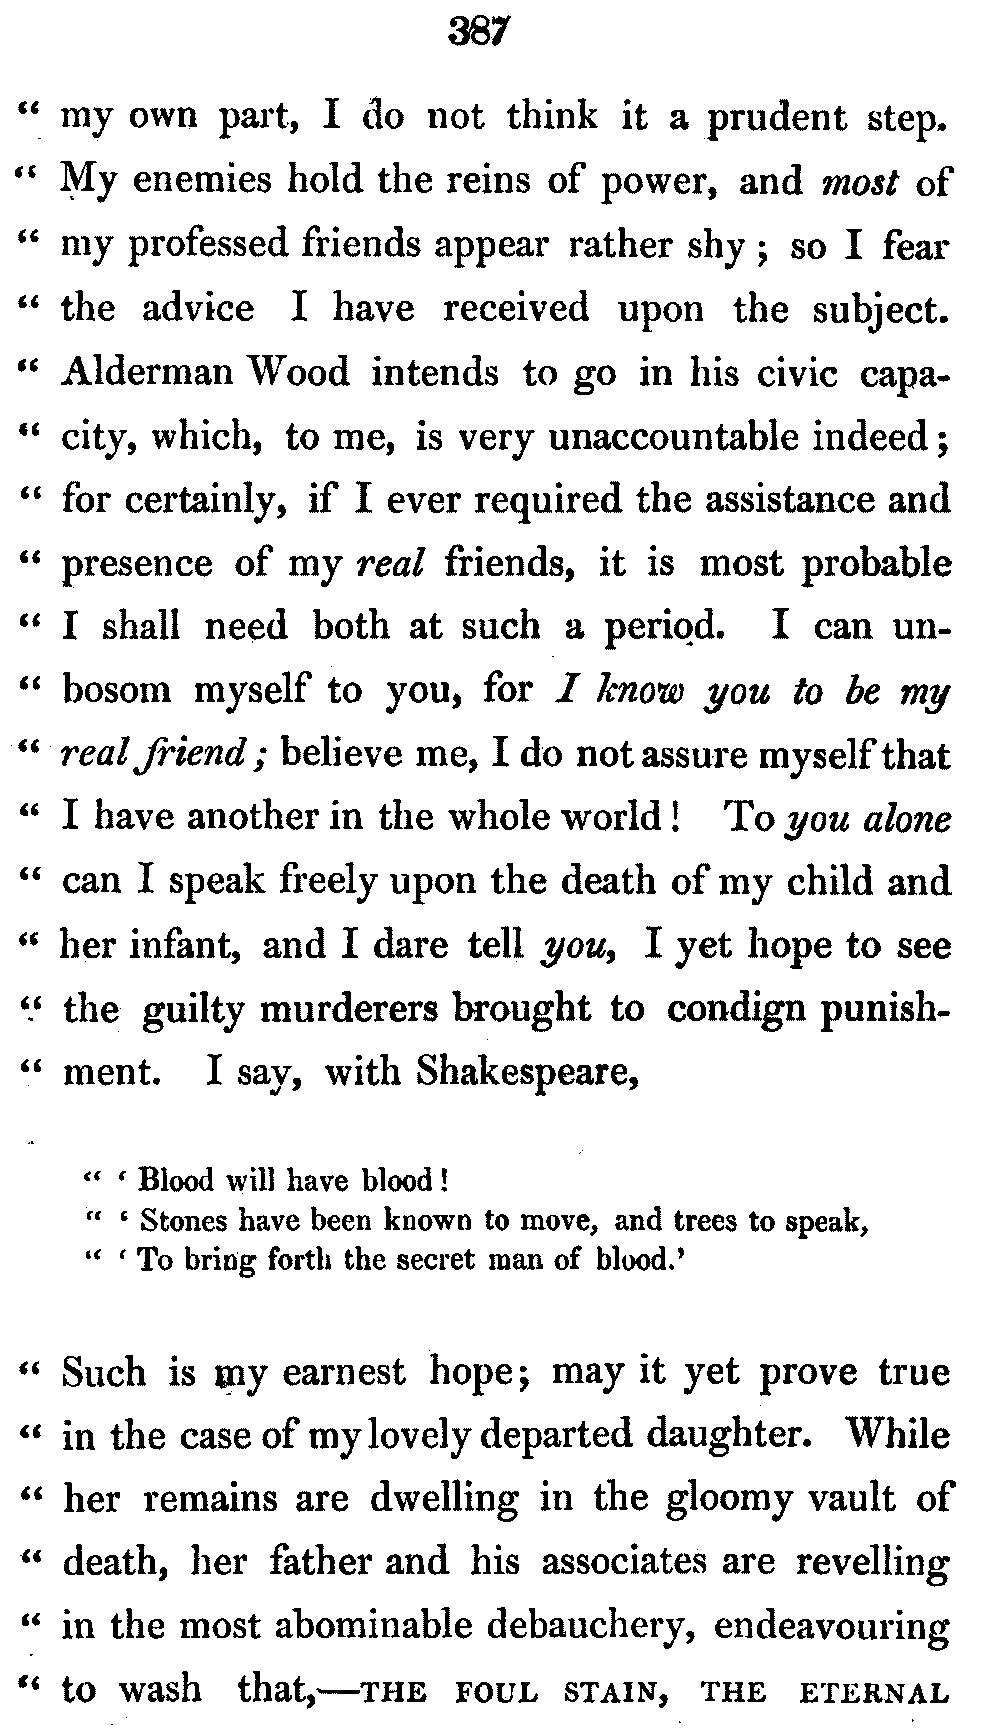 387
“ my own part, I do not think it a prudent step.
“ My enemies hold the reins of power, and most of
“ my professed friends appear rather shy ; so I fear
“ the advice I have received upon the subject.
“ Alderman Wood intends to go in his civic capa-
“ city, which, to me, is very unaccountable indeed ;
“ for certainly, if I ever required the assistance and
“ presence of my real friends, it is most probable
“ I shall need both at such a period. I can un-
“ bosom myself to you, for I know you to be my
“ real friend ; believe me, I do not assure myself that
“ I have another in the whole world ! To you alone
“ can I speak freely upon the death of my child and
“ her infant, and I dare tell you, I yet hope to see
“ the guilty murderers brought to condign punish-
“ ment. I say, with Shakespeare,
“ ‘ Blood will have blood !
“ ‘ Stones have been known to move, and trees to speak,
“ ‘ To bring forth the secret man of blood.’
“ Such is my earnest hope ; may it yet prove true
“ in the case of my lovely departed daughter. While
“ her remains are dwelling in the gloomy vault of
“ death, her father and his associates are revelling
“ in the most abominable debauchery, endeavouring
“ to wash that,—THE FOUL STAIN, THE ETERNAL